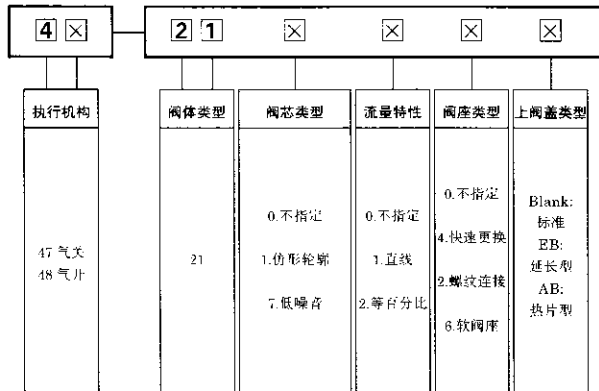 4 × 2 1 × × × ×
执行机构
47 气关
48 气开
阀体类型
21
阀芯类型
0.不指定
1.仿形轮廓
7.低噪音
流量特性
0.不指定
1.直线
2.等百分比
阀座类型
0.不指定
4.快速更换
2.螺纹连接
6.软阀座
上阀盖类型
Blank:
标准
EB:
延长型
AB:
热片型